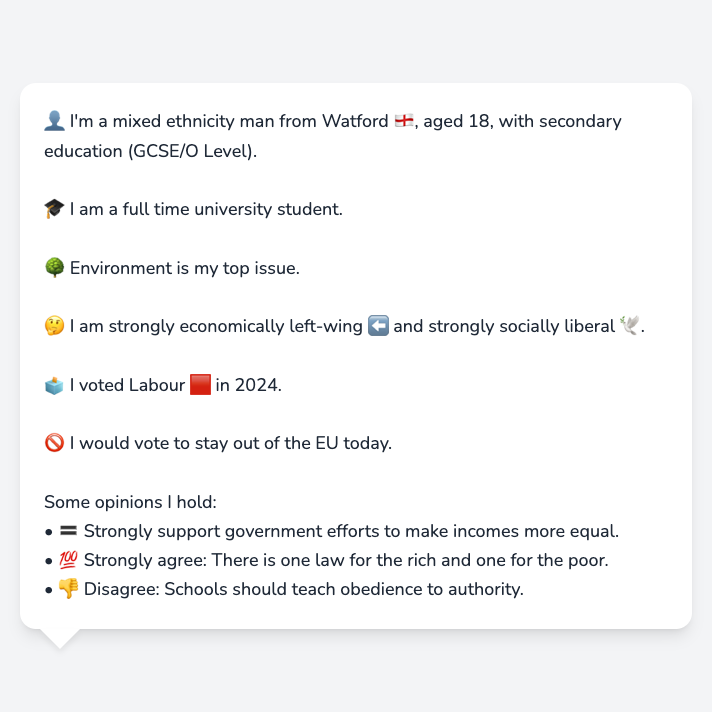 👤 I'm a mixed ethnicity man from Watford 🏴󠁧󠁢󠁥󠁮󠁧󠁿, aged 18, with secondary
education (GCSE/O Level).
🎓 I am a full time university student.
🌳 Environment is my top issue.
🤔 I am strongly economically left-wing ⬅️ and strongly socially liberal 🕊️.
🗳️ I voted Labour 🟥 in 2024.
🚫 I would vote to stay out of the EU today.
Some opinions I hold:
• 🟰 Strongly support government efforts to make incomes more equal.
• 💯 Strongly agree: There is one law for the rich and one for the poor.
• 👎 Disagree: Schools should teach obedience to authority.